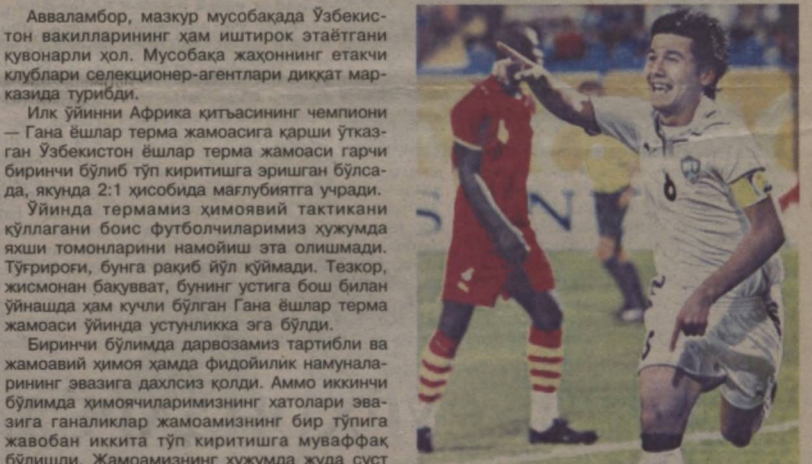 Авваламбор, мазкур мусобақада Ўзбекис-
тон вакилларининг ҳам иштирок этаётгани
қувонарли ҳол. Мусобақа жаҳоннинг етакчи
клублари селекционер-агентлари диққат мар-
казида турибди.
Илк ўйинни Африка қитъасининг чемпиони
— Гана ёшлар терма жамоасига қарши ўтказ-
ган Ўзбекистон ёшлар терма жамоаси гарчи
биринчи бўлиб тўп киритишга эришган бўлса-
да, якунда 2:1 ҳисобида мағлубиятга учради.
Ўйинда термамиз ҳимоявий тактикани
қўллагани боис футболчиларимиз ҳужумда
яхши томонларини намойиш эта олишмади.
Тўғрироғи, бунга рақиб йўл қўймади. Тезкор,
жисмонан бақувват, бунинг устига бош билан
ўйнашда ҳам кучли бўлган Гана ёшлар терма
жамоаси ўйинда устунликка эга бўлди.
Биринчи бўлимда дарвозамиз тартибли ва
жамоавий ҳимоя ҳамда фидойилик намунала-
рининг эвазига дахлсиз қолди. Аммо иккинчи
бўлимда ҳимоячиларимизнинг хатолари эва-
зига ганаликлар жамоамизнинг бир тўпига
жавобан иккита тўп киритишга муваффақ
бўлишди. Жамоамизнинг ҳужумда жуда суст
6